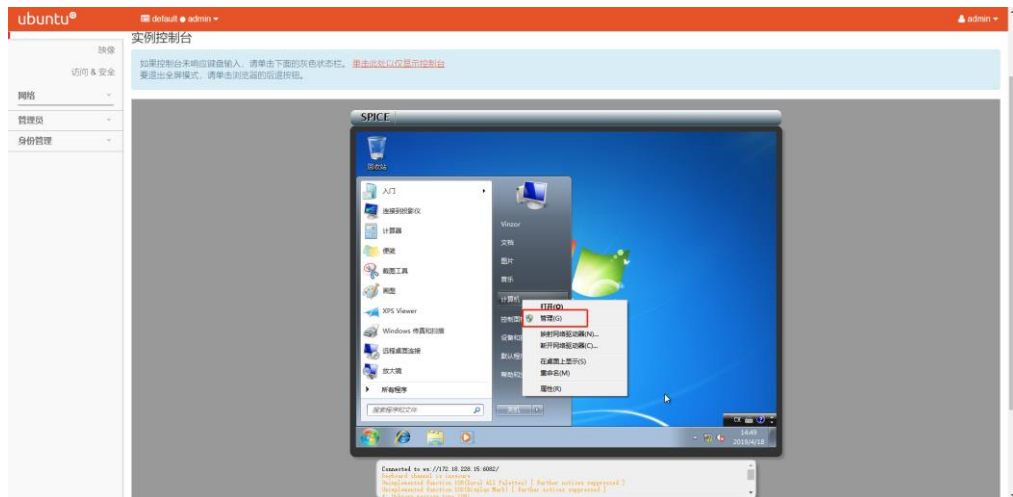 ubuntu®
default ● admin
admin
映像
访问 & 安全
网络
管理员
身份管理
实例控制台
如果控制台未响应键盘输入，请单击下面的灰色状态栏。 单击此处以仅显示控制台
要退出全屏模式，请单击浏览器的后退按钮。
SPICE
回收站
入门
连接到投影仪
计算器
便笺
截图工具
画图
XPS Viewer
Windows 传真和扫描
远程桌面连接
放大镜
所有程序
搜索程序和文件
Vinzor
文档
图片
音乐
计算机
打开(O)
管理(G)
映射网络驱动器(N)...
断开网络驱动器(C)...
在桌面上显示(S)
重命名(M)
属性(R)
关机
CH
14:49
2018/4/18
Connected to ws://172.18.228.15:6082/
Keyboard channel is insecure